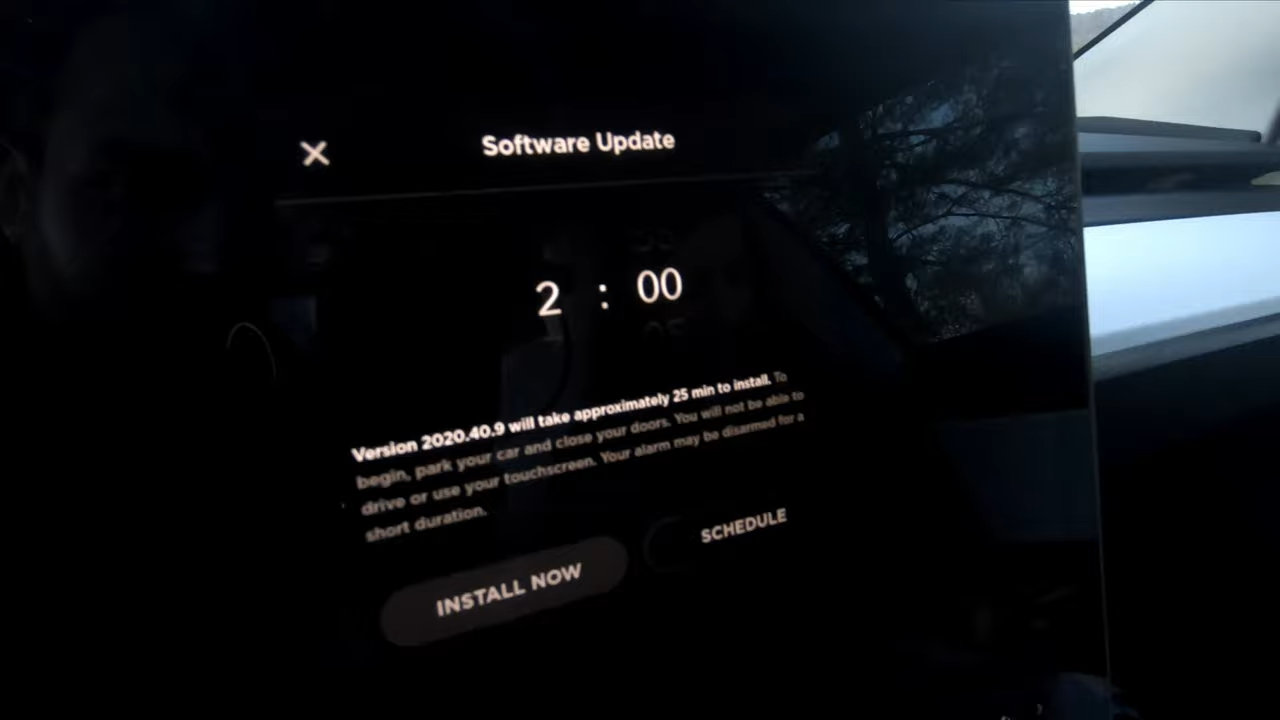 Software Update
2 : 00
Version 2020.40.9 will take approximately 25 min to install. To
begin, park your car and close your doors. You will not be able to
drive or use your touchscreen. Your alarm may be disarmed for a
short duration.
INSTALL NOW
SCHEDULE